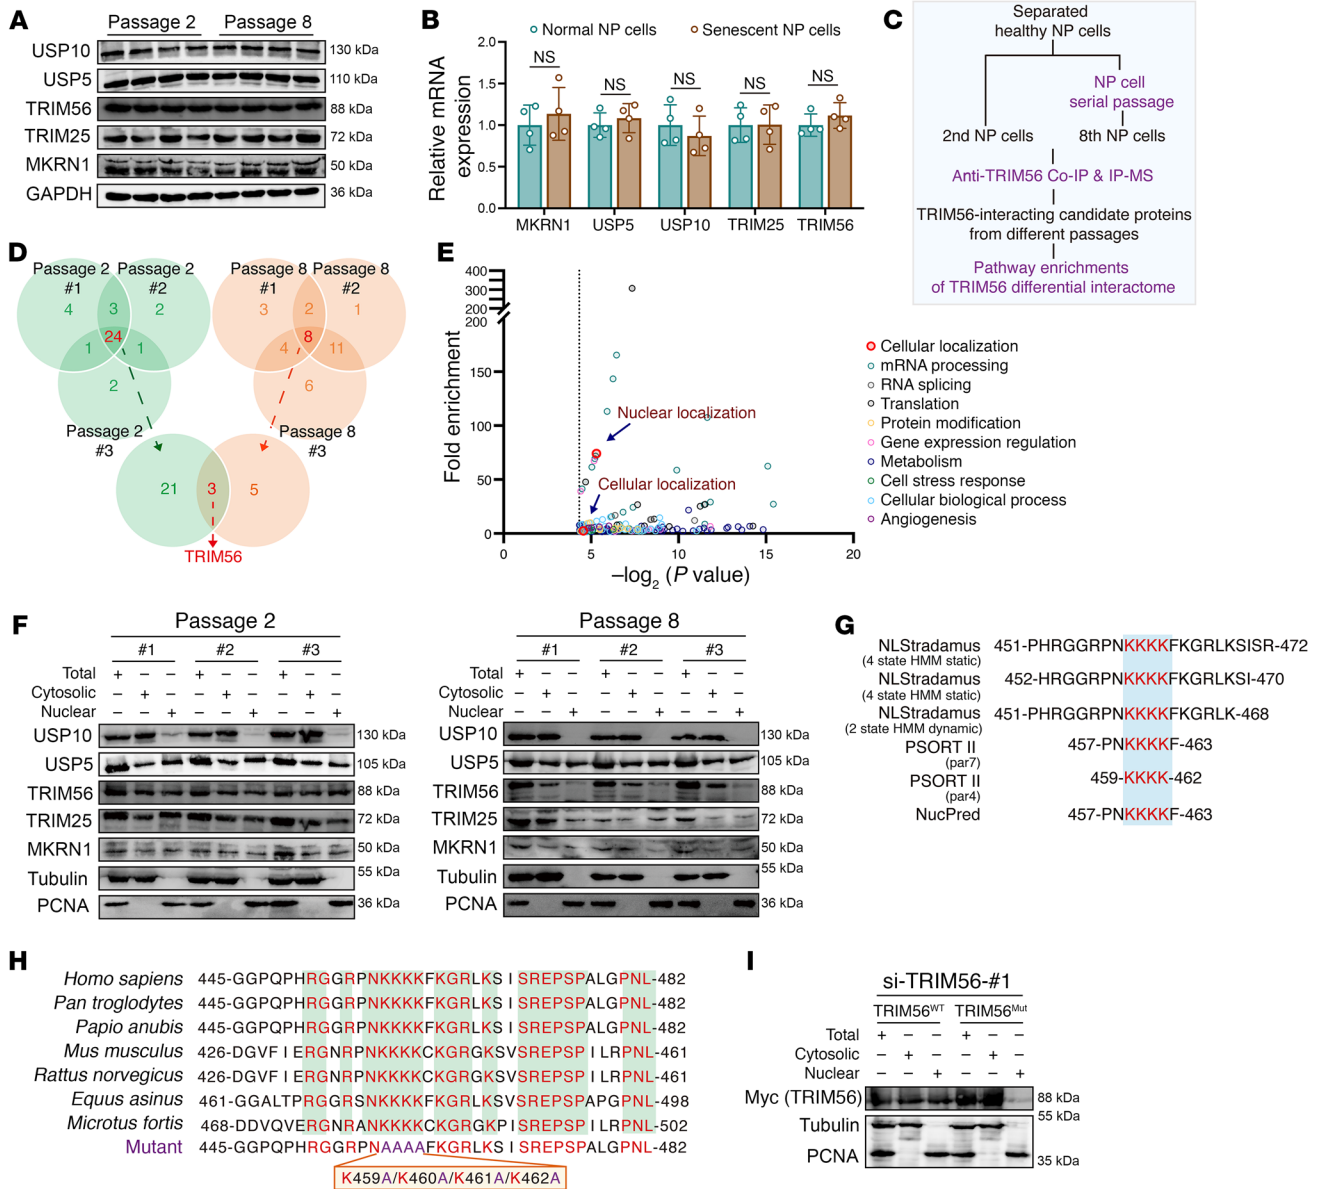 A
Passage 2 Passage 8
USP10 130 kDa
USP5 110 kDa
TRIM56 88 kDa
TRIM25 72 kDa
MKRN1 50 kDa
GAPDH 36 kDa
B
Normal NP cells Senescent NP cells
Relative mRNA
expression
2.0
1.5
1.0
0.5
0.0
NS NS NS NS NS
MKRN1 USP5 USP10 TRIM25 TRIM56
C
Separated
healthy NP cells
NP cell
serial passage
2nd NP cells 8th NP cells
Anti-TRIM56 Co-IP & IP-MS
TRIM56-interacting candidate proteins
from different passages
Pathway enrichments
of TRIM56 differential interactome
D
Passage 2 Passage 2 Passage 8 Passage 8
#1 #2 #1 #2
4 3 2 3 2 1
24 8
1 1 4 11
2 6
Passage 2 Passage 8
#3 #3
21 3 5
TRIM56
E
Fold enrichment
400
300
200
200
150
100
50
0
0 5 10 15 20
–log2 (P value)
Nuclear localization
Cellular localization
Cellular localization
mRNA processing
RNA splicing
Translation
Protein modification
Gene expression regulation
Metabolism
Cell stress response
Cellular biological process
Angiogenesis
F
Passage 2
#1 #2 #3
Total + – – + – – + – –
Cytosolic – + – – + – – + –
Nuclear – – + – – + – – +
USP10 130 kDa
USP5 105 kDa
TRIM56 88 kDa
TRIM25 72 kDa
MKRN1 50 kDa
Tubulin 55 kDa
PCNA 36 kDa
Passage 8
#1 #2 #3
Total + – – + – – + – –
Cytosolic – + – – + – – + –
Nuclear – – + – – + – – +
USP10 130 kDa
USP5 105 kDa
TRIM56 88 kDa
TRIM25 72 kDa
MKRN1 50 kDa
Tubulin 55 kDa
PCNA 36 kDa
G
NLStradamus 451-PHRGGRPNKKKKFKGRLKSISR-472
(4 state HMM static)
NLStradamus 452-HRGGRPNKKKKFKGRLKSI-470
(4 state HMM static)
NLStradamus 451-PHRGGRPNKKKKFKGRLK-468
(2 state HMM dynamic)
PSORT II 457-PNKKKKF-463
(par7)
PSORT II 459-KKKK-462
(par4)
NucPred 457-PNKKKKF-463
H
Homo sapiens 445-GGPQPHRGGRPNKKKKFKGRLKSISREPSPALGPNL-482
Pan troglodytes 445-GGPQPHRGGRPNKKKKFKGRLKSISREPSPALGPNL-482
Papio anubis 445-GGPQPHRGGRPNKKKKFKGRLKSISREPSPALGPNL-482
Mus musculus 426-DGVFIERGNRPNKKKKCKGRGKSVSREPSPILRPNL-461
Rattus norvegicus 426-DGVFIERGNRPNKKKKCKGRGKSVSREPSPILRPNL-461
Equus asinus 461-GGALTPRGGRSNKKKKFKGRLKSVSREPSPAPGPNL-498
Microtus fortis 468-DDVQVERGNRANKKKKCKGRGKPISREPSPILRPNL-502
Mutant 445-GGPQPHRGGRPNAAAAFKGRLKSISREPSPALGPNL-482
K459A/K460A/K461A/K462A
I
si-TRIM56-#1
TRIM56WT TRIM56Mut
Total + – – + – –
Cytosolic – + – – + –
Nuclear – – + – – +
Myc (TRIM56) 88 kDa
Tubulin 55 kDa
PCNA 35 kDa